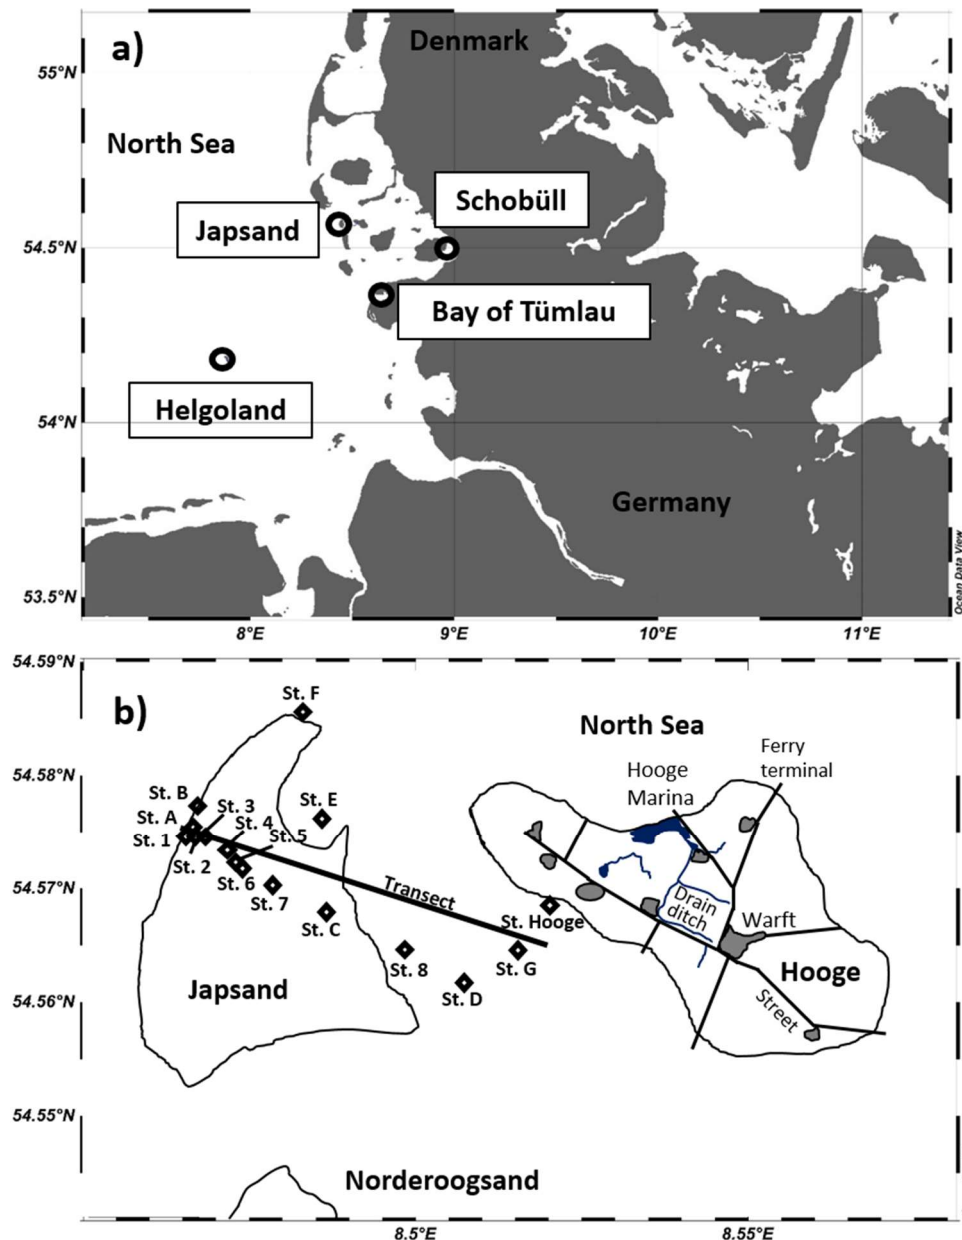 a)
Denmark
55°N
North Sea
Schobüll
Japsand
54.5°N
Bay of Tümlau
Helgoland
54°N
Germany
53.5°N
Ocean Data View
8°E
9°E
10°E
11°E
54.59°N
b)
St. F
North Sea
Ferry
terminal
54.58°N
Hooge
Marina
St. B
St. 3
St. E
St. A
St. 4
St. 1
St. 5
St. 2
St. 6
54.57°N
St. 7
Transect
Drain
ditch
St. C
St. Hooge
Warft
St. 8
St. G
Hooge
Japsand
St. D
54.56°N
Street
54.55°N
Norderoogsand
8.5°E
8.55°E